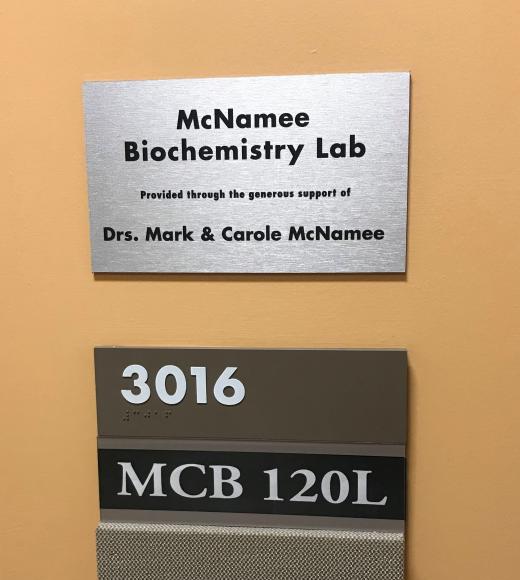 McNamee
Biochemistry Lab
Provided through the generous support of
Drs. Mark & Carole McNamee
3016
MCB 120L